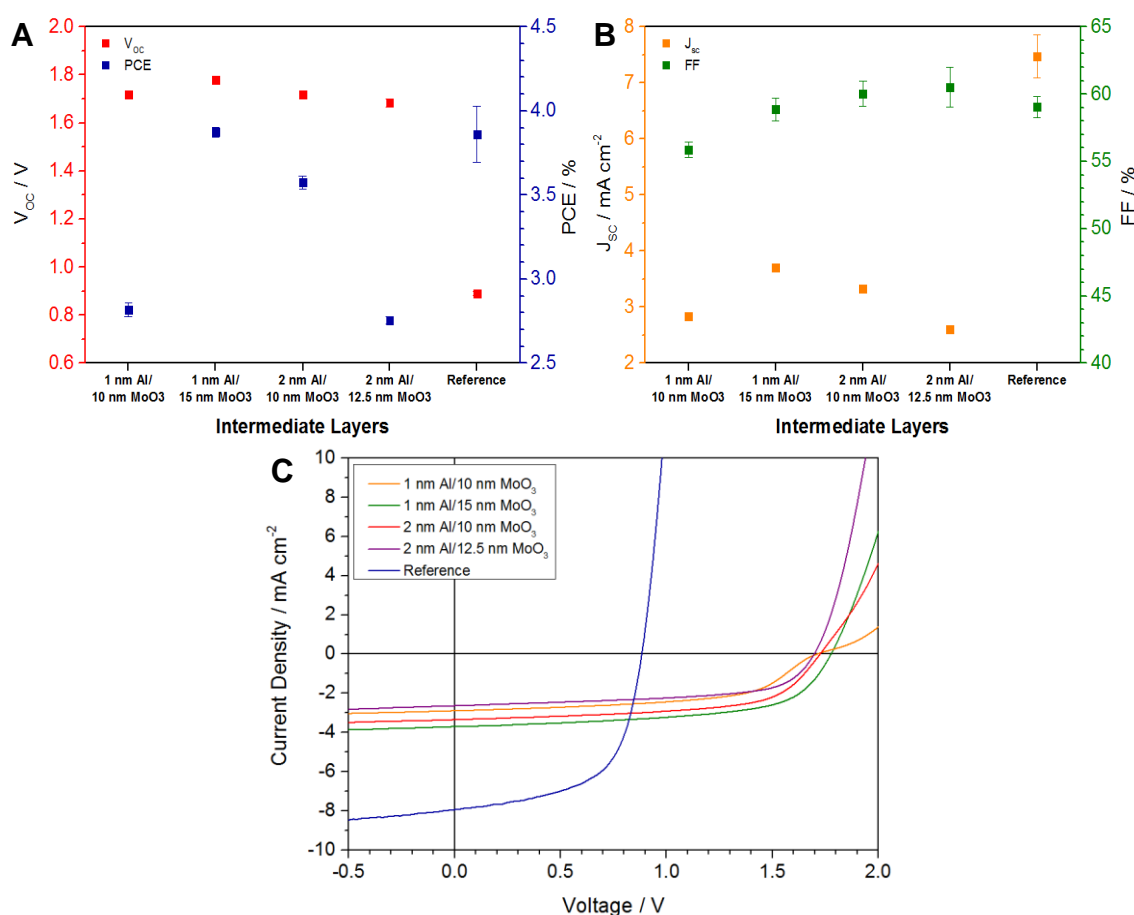 A
V_OC
PCE
2.0
1.8
1.6
1.4
1.2
1.0
0.8
0.6
V_OC / V
4.5
4.0
3.5
3.0
2.5
PCE / %
1 nm Al/ 1 nm Al/ 2 nm Al/ 2 nm Al/ Reference
10 nm MoO3 15 nm MoO3 10 nm MoO3 12.5 nm MoO3
Intermediate Layers
B
J_sc
FF
8
7
6
5
4
3
2
J_SC / mA cm⁻²
65
60
55
50
45
40
FF / %
1 nm Al/ 1 nm Al/ 2 nm Al/ 2 nm Al/ Reference
10 nm MoO3 15 nm MoO3 10 nm MoO3 12.5 nm MoO3
Intermediate Layers
C
1 nm Al/10 nm MoO₃
1 nm Al/15 nm MoO₃
2 nm Al/10 nm MoO₃
2 nm Al/12.5 nm MoO₃
Reference
10
8
6
4
2
0
-2
-4
-6
-8
-10
Current Density / mA cm⁻²
-0.5 0.0 0.5 1.0 1.5 2.0
Voltage / V